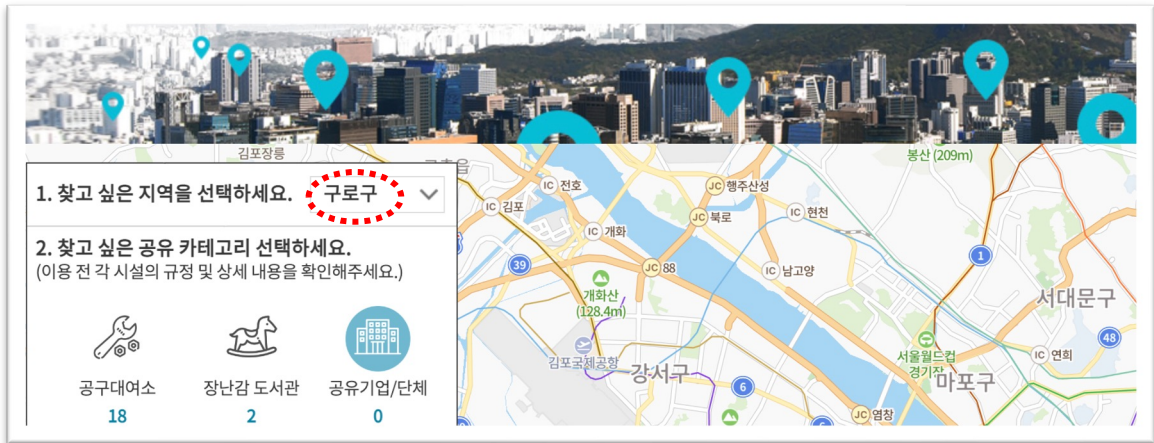 김포장릉
봉산 (209m)
1. 찾고 싶은 지역을 선택하세요. 구로구
IC 전호
JC 행주산성
IC 김포
JC 북로
IC 현천
IC 개화
2. 찾고 싶은 공유 카테고리 선택하세요.
(이용 전 각 시설의 규정 및 상세 내용을 확인해주세요.)
39
JC 88
IC 남고양
1
개화산
(128.4m)
서대문구
48
서울월드컵
경기장
IC 연희
김포국제공항
강서구
마포구
6
공구대여소 장난감 도서관 공유기업/단체
18 2 0
JC 염창